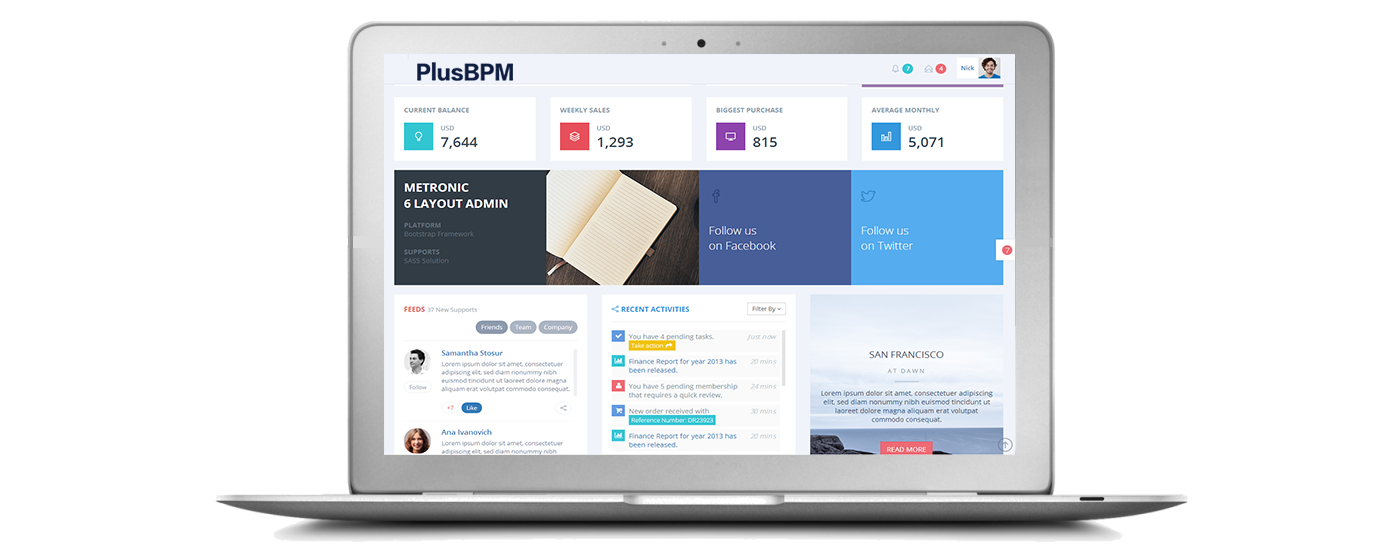 PlusBPM
7
4
Nick
CURRENT BALANCE
USD
7,644
WEEKLY SALES
USD
1,293
BIGGEST PURCHASE
USD
815
AVERAGE MONTHLY
USD
5,071
METRONIC
6 LAYOUT ADMIN
PLATFORM
Bootstrap Framework
SUPPORTS
SASS Solution
Follow us
on Facebook
Follow us
on Twitter
7
FEEDS 37 New Supports
Friends Team Company
Samantha Stosur
Lorem ipsum dolor sit amet, consectetuer
adipiscing elit, sed diam nonummy nibh
euismod tincidunt ut laoreet dolore magna
aliquam erat volutpat commodo consequat.
Follow
+7 Like
Ana Ivanovich
Lorem ipsum dolor sit amet, consectetuer
adipiscing elit, sed diam nonummy nibh
RECENT ACTIVITIES
Filter By
You have 4 pending tasks. Just now
Take action
Finance Report for year 2013 has 20 mins
been released.
You have 5 pending membership 24 mins
that requires a quick review.
New order received with 30 mins
Reference Number: DR23923
Finance Report for year 2013 has 20 mins
been released.
SAN FRANCISCO
AT DAWN
Lorem ipsum dolor sit amet, consectetuer adipiscing
elit, sed diam nonummy nibh euismod tincidunt ut
laoreet dolore magna aliquam erat volutpat
commodo consequat.
READ MORE